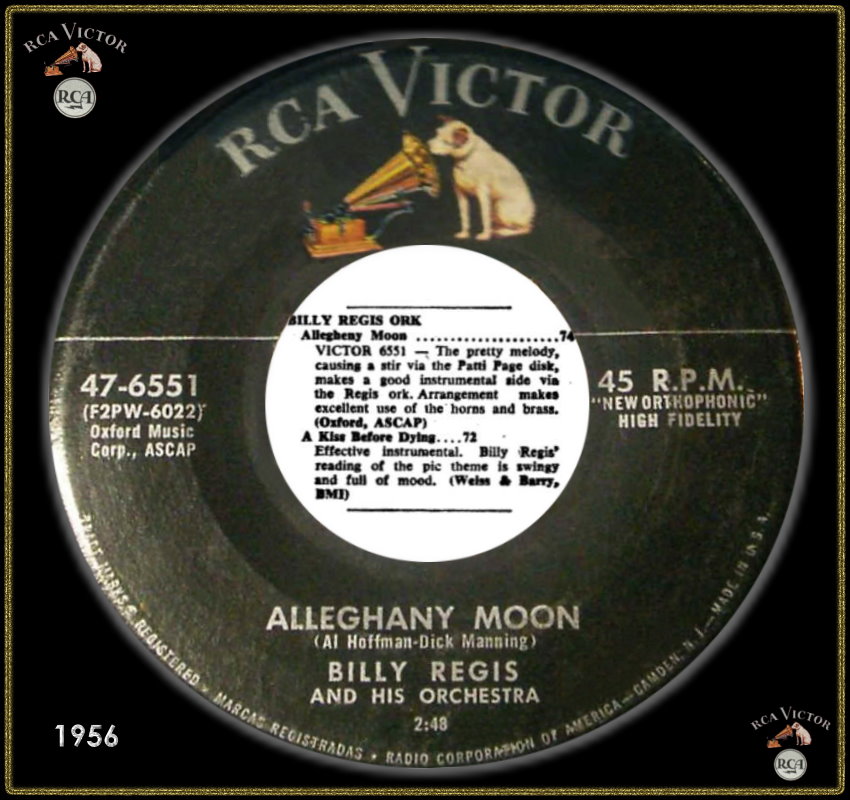 RCA VICTOR
RCA
RCA VICTOR
BILLY REGIS ORK
Allegheny Moon ......................74
VICTOR 6551 — The pretty melody,
causing a stir via the Patti Page disk,
makes a good instrumental side via
the Regis ork. Arrangement makes
excellent use of the horns and brass.
(Oxford, ASCAP)
A Kiss Before Dying....72
Effective instrumental. Billy Regis'
reading of the pic theme is swingy
and full of mood. (Weiss & Barry,
BMI)
47-6551
(F2PW-6022)
Oxford Music
Corp., ASCAP
45 R.P.M.
"NEW ORTHOPHONIC"
HIGH FIDELITY
ALLEGHANY MOON
(Al Hoffman-Dick Manning)
BILLY REGIS
AND HIS ORCHESTRA
2:48
MARKS REGISTERED • MARCAS REGISTRADAS • RADIO CORPORATION OF AMERICA—CAMDEN, N. J.—MADE IN U.S.A.
1956
RCA VICTOR
RCA